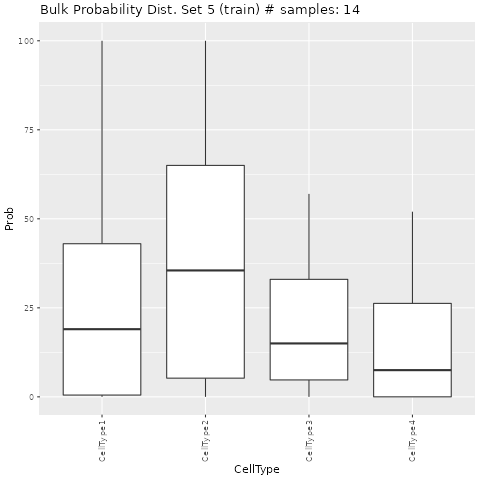 Bulk Probability Dist. Set 5 (train) # samples: 14
100
75
50
25
0
Prob
CellType1
CellType2
CellType3
CellType4
CellType